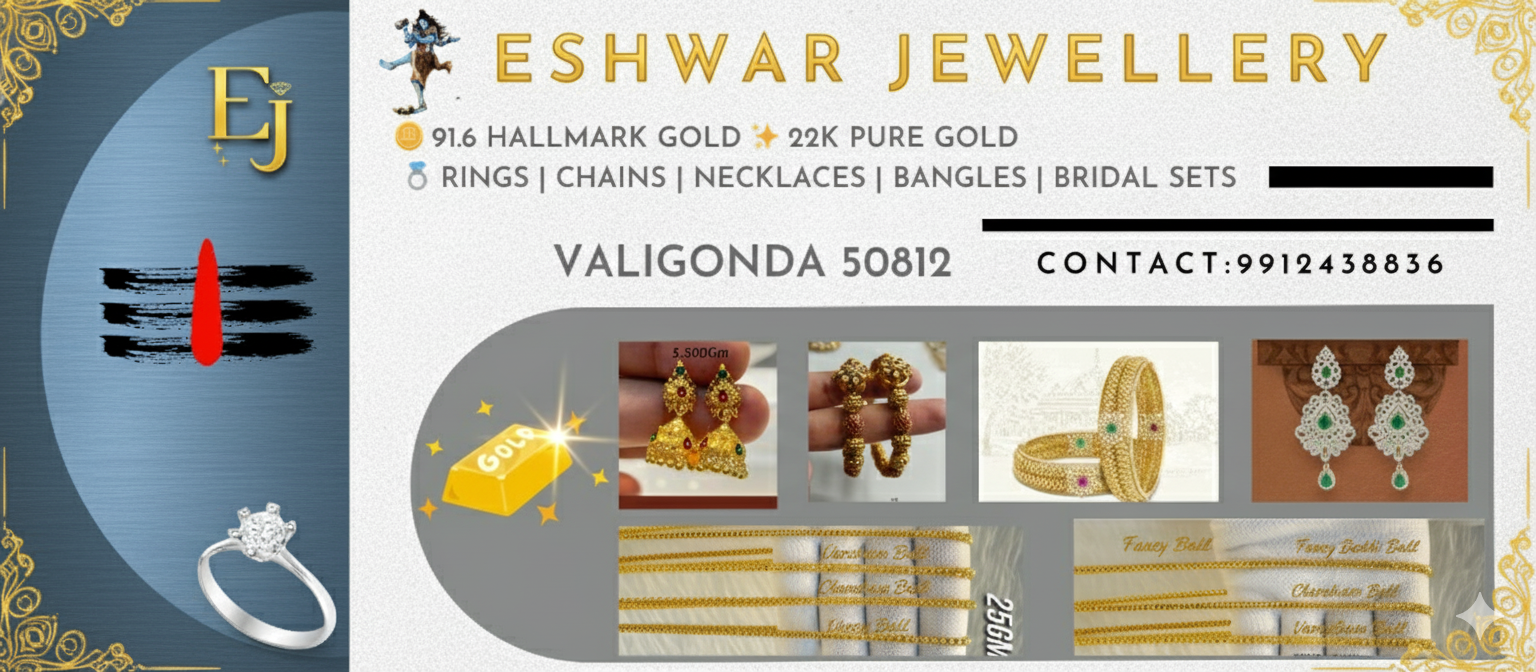 EJ
ESHWAR JEWELLERY
91.6 HALLMARK GOLD ✨ 22K PURE GOLD
RINGS | CHAINS | NECKLACES | BANGLES | BRIDAL SETS
VALIGONDA 50812
CONTACT:9912438836
GOLD
5.500Gm
25GM
Fancy Ball